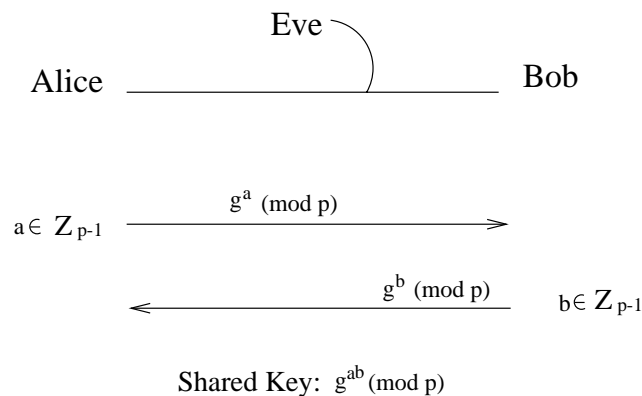 Eve
Alice
Bob
g^a (mod p)
a ∈ Z_{p-1}
g^b (mod p)
b ∈ Z_{p-1}
Shared Key: g^{ab} (mod p)